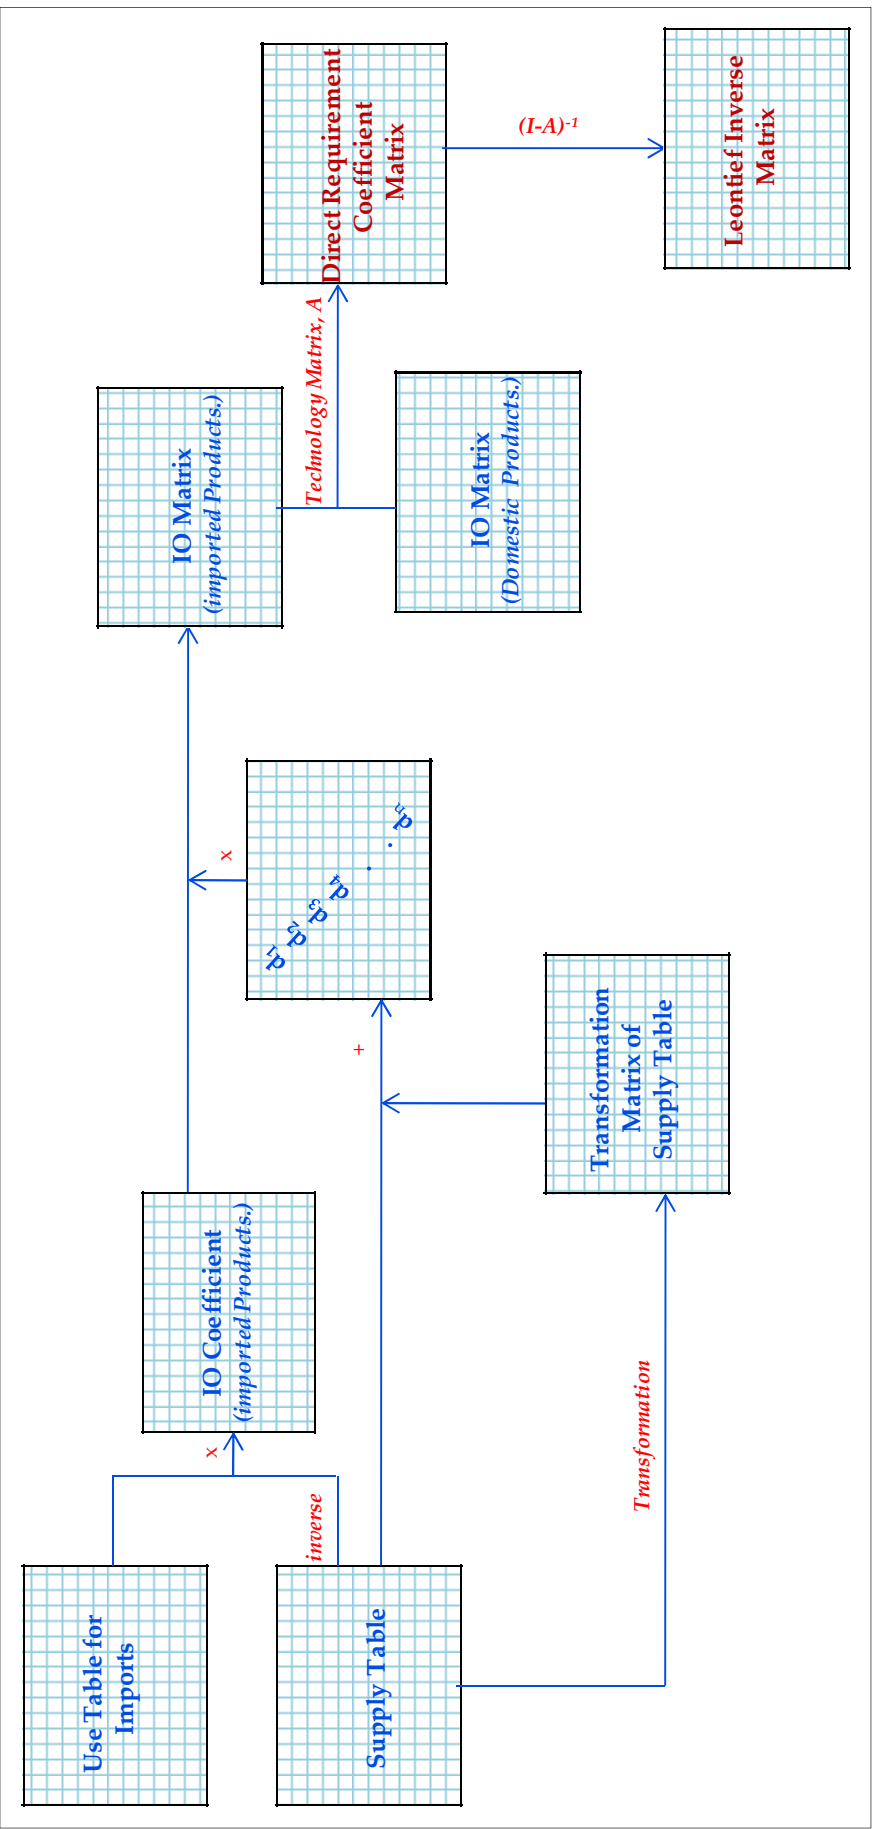 Use Table for
Imports
Supply Table
inverse
x
IO Coefficient
(imported Products.)
Transformation
Transformation
Matrix of
Supply Table
+
d1
d2
d3
d4
.
.
dn
x
IO Matrix
(imported Products.)
IO Matrix
(Domestic Products.)
Technology Matrix, A
Direct Requirement
Coefficient
Matrix
(I-A)-1
Leontief Inverse
Matrix